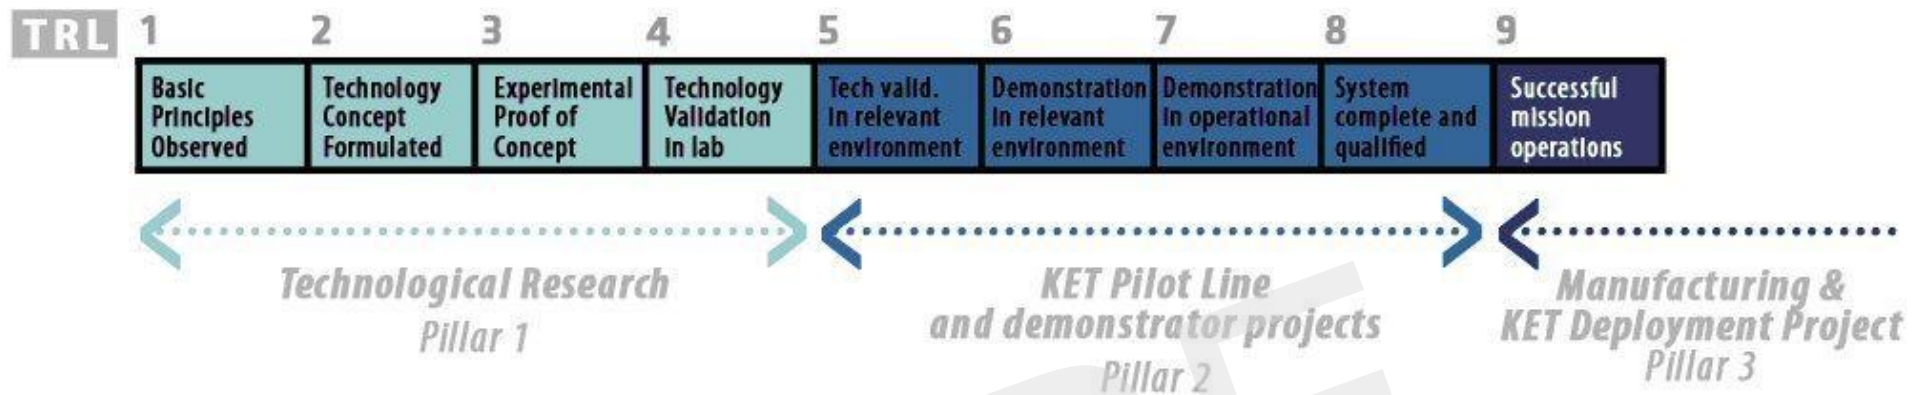 TRL 1 2 3 4 5 6 7 8 9
Basic
Principles
Observed
Technology
Concept
Formulated
Experimental
Proof of
Concept
Technology
Validation
in lab
Tech valid.
in relevant
environment
Demonstration
in relevant
environment
Demonstration
in operational
environment
System
complete and
qualified
Successful
mission
operations
Technological Research
Pillar 1
KET Pilot Line
and demonstrator projects
Pillar 2
Manufacturing &
KET Deployment Project
Pillar 3